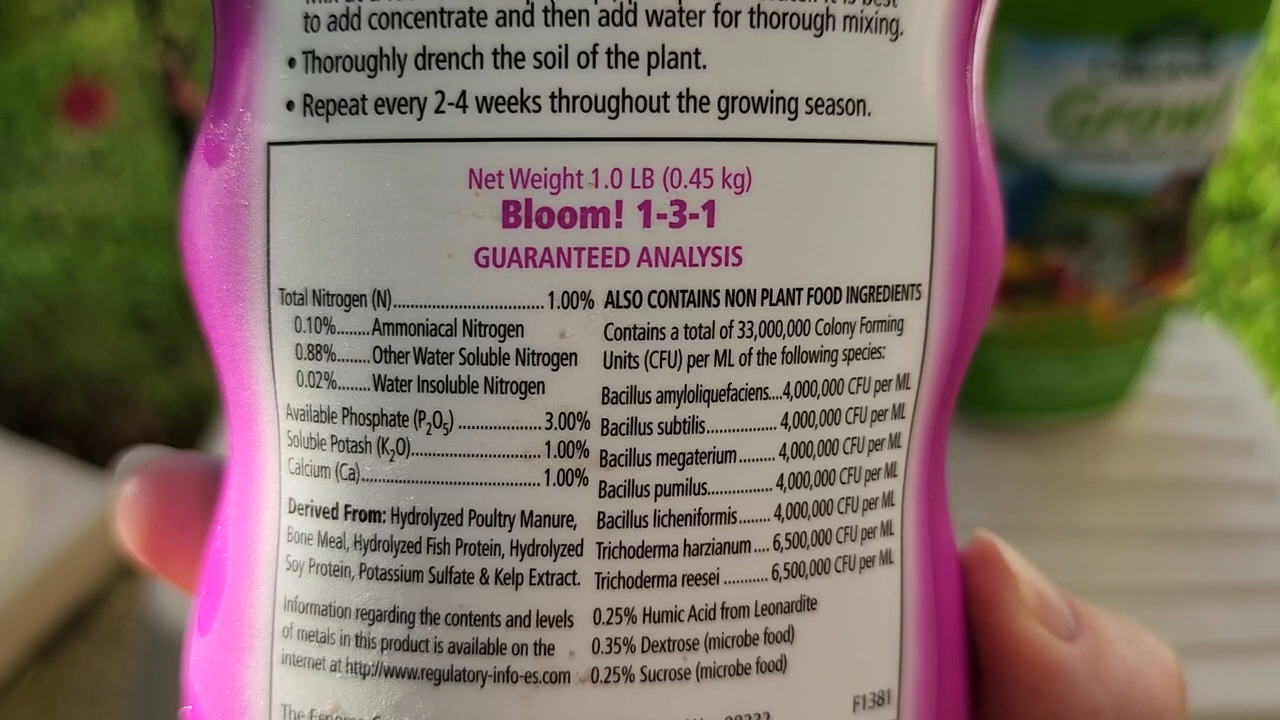 to add concentrate and then add water for thorough mixing.
• Thoroughly drench the soil of the plant.
• Repeat every 2-4 weeks throughout the growing season.
Net Weight 1.0 LB (0.45 kg)
Bloom! 1-3-1
GUARANTEED ANALYSIS
Total Nitrogen (N)..............................1.00%
0.10%........Ammoniacal Nitrogen
0.88%........Other Water Soluble Nitrogen
0.02%........Water Insoluble Nitrogen
Available Phosphate (P₂O₅)..................3.00%
Soluble Potash (K₂O)...........................1.00%
Calcium (Ca)......................................1.00%
Derived From: Hydrolyzed Poultry Manure,
Bone Meal, Hydrolyzed Fish Protein, Hydrolyzed
Soy Protein, Potassium Sulfate & Kelp Extract.
Information regarding the contents and levels
of metals in this product is available on the
internet at http://www.regulatory-info-es.com
ALSO CONTAINS NON PLANT FOOD INGREDIENTS
Contains a total of 33,000,000 Colony Forming
Units (CFU) per ML of the following species:
Bacillus amyloliquefaciens....4,000,000 CFU per ML
Bacillus subtilis...............4,000,000 CFU per ML
Bacillus megaterium........4,000,000 CFU per ML
Bacillus pumilus..............4,000,000 CFU per ML
Bacillus licheniformis.......4,000,000 CFU per ML
Trichoderma harzianum....6,500,000 CFU per ML
Trichoderma reesei..........6,500,000 CFU per ML
0.25% Humic Acid from Leonardite
0.35% Dextrose (microbe food)
0.25% Sucrose (microbe food)
F1381
The
Grow!